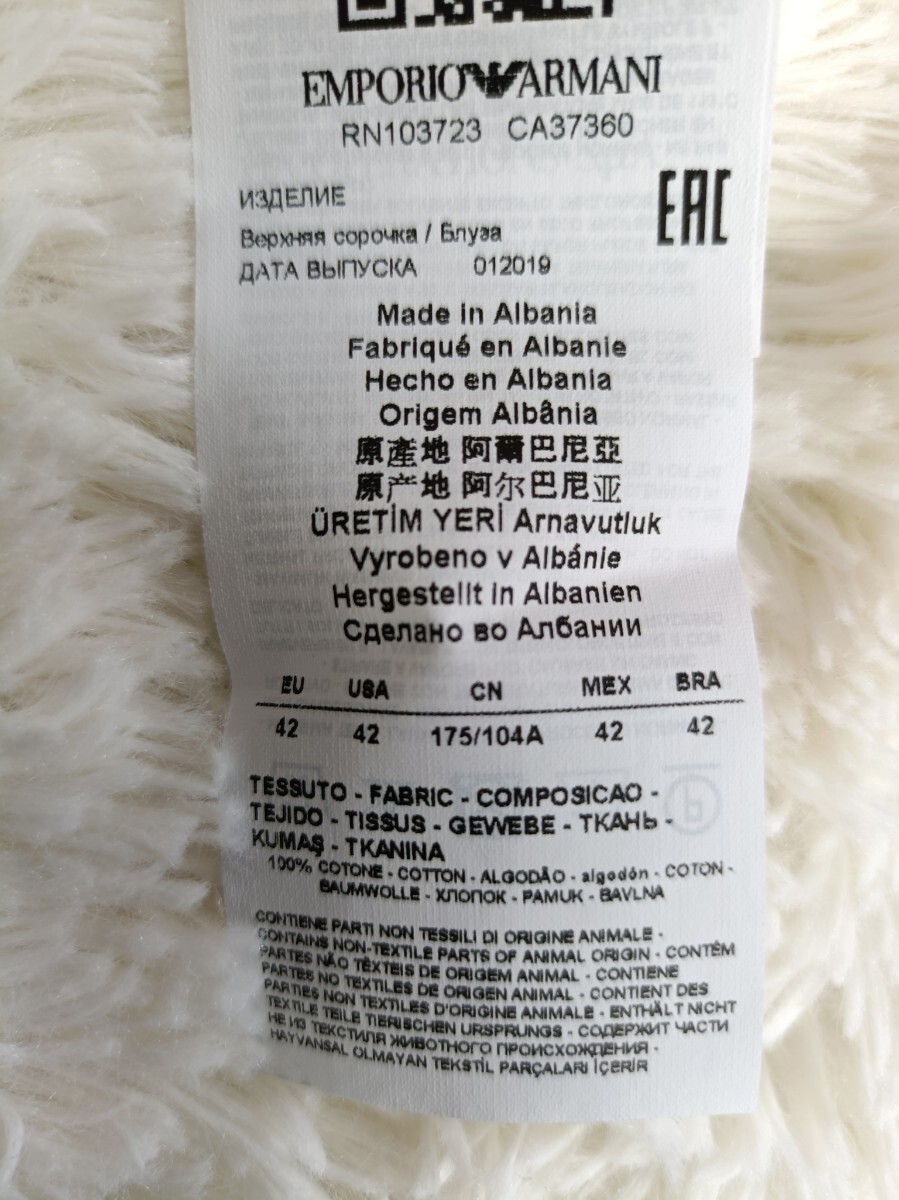 EMPORIO ARMANI
RN103723 CA37360
ИЗДЕЛИЕ
EAC
Верхняя сорочка / Блуза
ДАТА ВЫПУСКА 012019
Made in Albania
Fabriqué en Albanie
Hecho en Albania
Origem Albânia
原產地 阿爾巴尼亞
原产地 阿尔巴尼亚
ÜRETİM YERİ Arnavutluk
Vyrobeno v Albánie
Hergestellt in Albanien
Сделано во Албании
EU USA CN MEX BRA
42 42 175/104A 42 42
TESSUTO - FABRIC - COMPOSICAO -
TEJIDO - TISSUS - GEWEBE - ТКАНЬ -
KUMAŞ - TKANINA
100% COTONE - COTTON - ALGODÃO - algodón - COTON -
BAUMWOLLE - ХЛОПОК - PAMUK - BAVLNA
CONTIENE PARTI NON TESSILI DI ORIGINE ANIMALE -
CONTAINS NON-TEXTILE PARTS OF ANIMAL ORIGIN - CONTÉM
PARTES NÃO TÊXTEIS DE ORIGEM ANIMAL - CONTIENE
PARTES NO TEXTILES DE ORIGEN ANIMAL - CONTIENT DES
PARTIES NON TEXTILES D'ORIGINE ANIMALE - ENTHÄLT NICHT
TEXTILE TEILE TIERISCHEN URSPRUNGS - СОДЕРЖИТ ЧАСТИ
НЕ ИЗ ТЕКСТИЛЯ ЖИВОТНОГО ПРОИСХОЖДЕНИЯ -
HAYVANSAL OLMAYAN TEKSTİL PARÇALARI İÇERİR